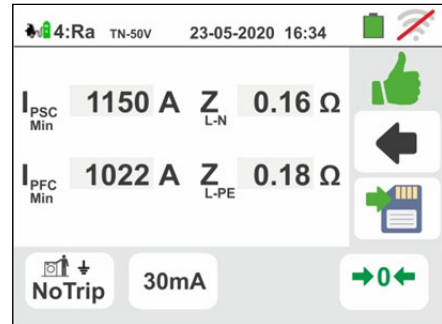 4:Ra TN-50V 23-05-2020 16:34
IPSC Min 1150 A ZL-N 0.16 Ω
IPFC Min 1022 A ZL-PE 0.18 Ω
NoTrip 30mA →0←